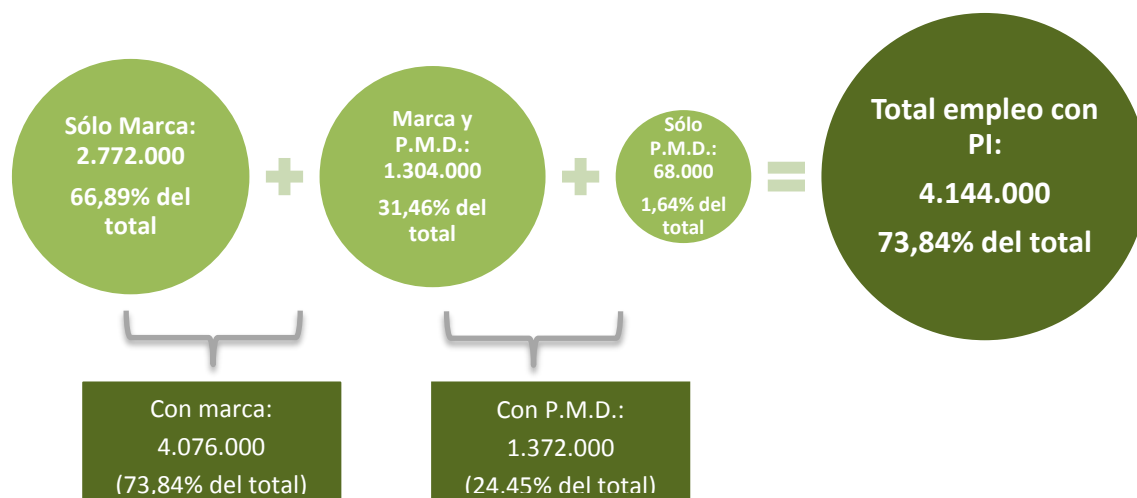 Sólo Marca:
2.772.000
66,89% del
total
Marca y
P.M.D.:
1.304.000
31,46% del
total
Sólo
P.M.D.:
68.000
1,64% del
total
Total empleo con
PI:
4.144.000
73,84% del total
Con marca:
4.076.000
(73,84% del total)
Con P.M.D.:
1.372.000
(24.45% del total)